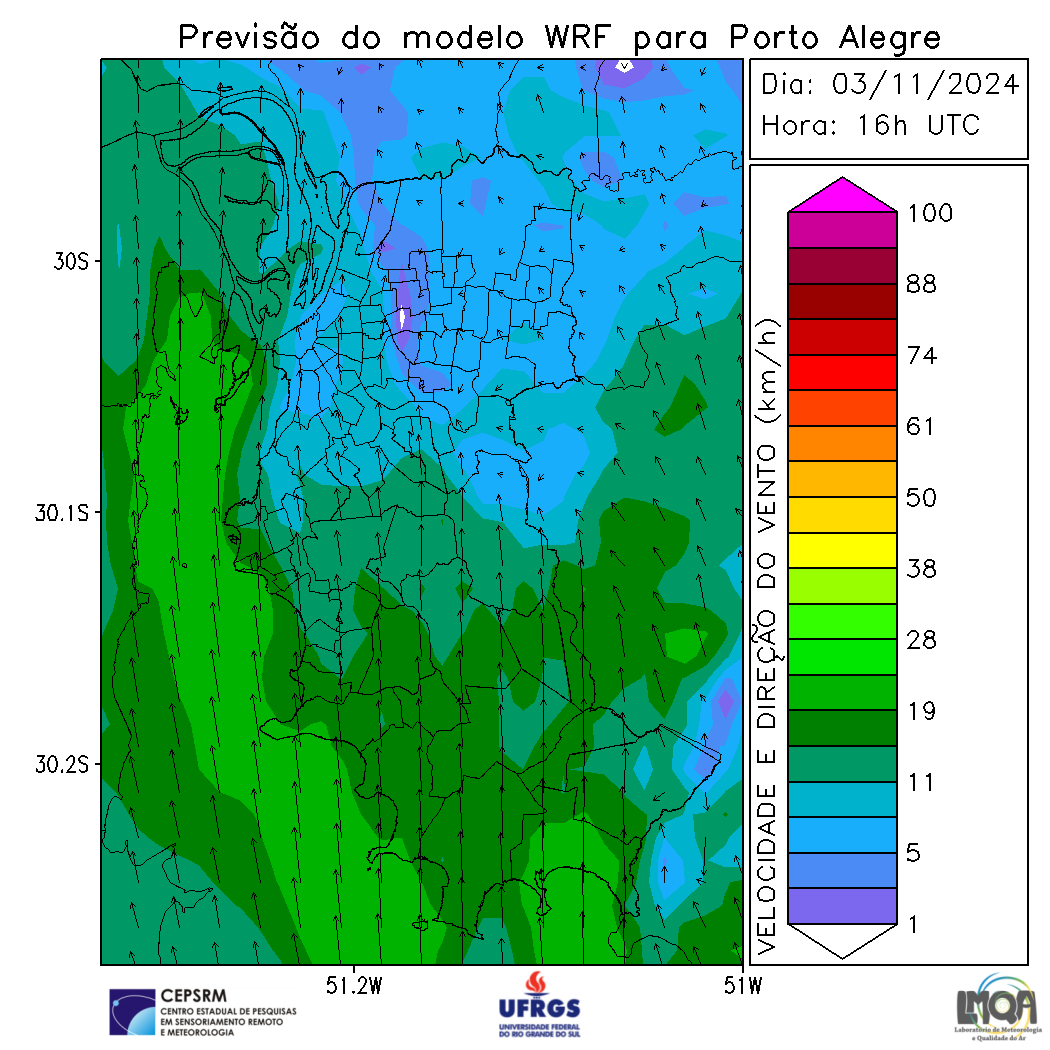 Previsão do modelo WRF para Porto Alegre
Dia: 03/11/2024
Hora: 16h UTC
30S
30.1S
30.2S
51.2W
51W
VELOCIDADE E DIREÇÃO DO VENTO (km/h)
100
88
74
61
50
38
28
19
11
5
1
CEPSRM
CENTRO ESTADUAL DE PESQUISAS
EM SENSORIAMENTO REMOTO
E METEOROLOGIA
UFRGS
UNIVERSIDADE FEDERAL
DO RIO GRANDE DO SUL
LMQA
Laboratório de Meteorologia
e Qualidade do Ar